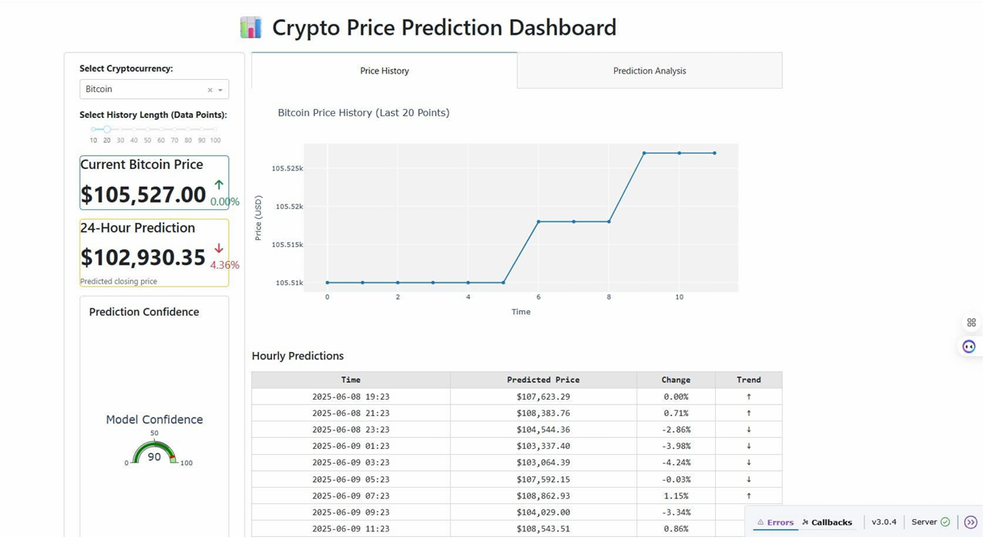 Crypto Price Prediction Dashboard
Select Cryptocurrency:
Bitcoin
Select History Length (Data Points):
10 20 30 40 50 60 70 80 90 100
Current Bitcoin Price
$105,527.00 ↑ 0.00%
24-Hour Prediction
$102,930.35 ↓ 4.36%
Predicted closing price
Prediction Confidence
Model Confidence
50
0 90 100
Price History Prediction Analysis
Bitcoin Price History (Last 20 Points)
Price (USD)
105.525k
105.52k
105.515k
105.51k
0 2 4 6 8 10
Time
Hourly Predictions
Time Predicted Price Change Trend
2025-06-08 19:23 $107,623.29 0.00% ↑
2025-06-08 21:23 $108,383.76 0.71% ↑
2025-06-08 23:23 $104,544.36 -2.86% ↓
2025-06-09 01:23 $103,337.40 -3.98% ↓
2025-06-09 03:23 $103,064.39 -4.24% ↓
2025-06-09 05:23 $107,592.15 -0.03% ↓
2025-06-09 07:23 $108,862.93 1.15% ↑
2025-06-09 09:23 $104,029.00 -3.34%
2025-06-09 11:23 $108,543.51 0.86%
Errors Callbacks v3.0.4 Server